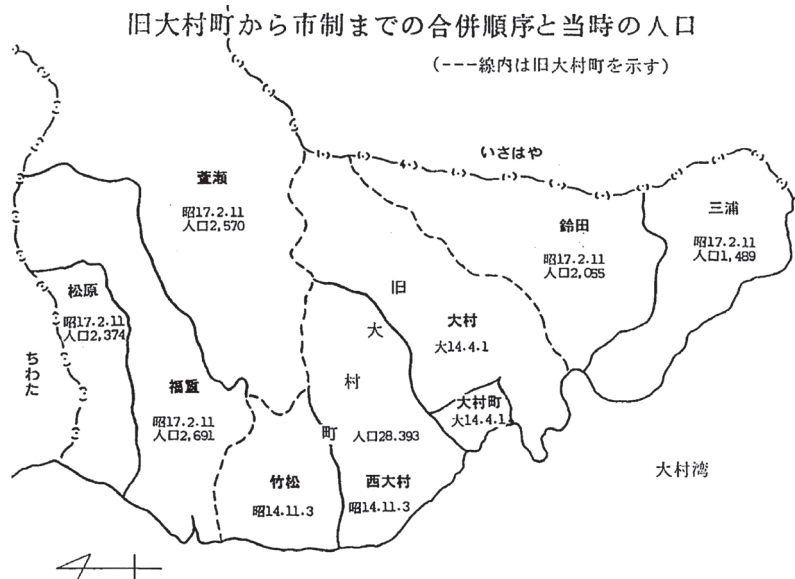 旧大村町から市制までの合併順序と当時の人口
(---線内は旧大村町を示す)
いさはや
萱瀬
昭17.2.11
人口2,570
三浦
昭17.2.11
人口1,489
鈴田
昭17.2.11
人口2,055
松原
昭17.2.11
人口2,374
旧
大
村
町
人口28.393
大村
大14.4.1
ちわた
福重
昭17.2.11
人口2,691
大村町
大14.4.1
竹松
昭14.11.3
西大村
昭14.11.3
大村湾